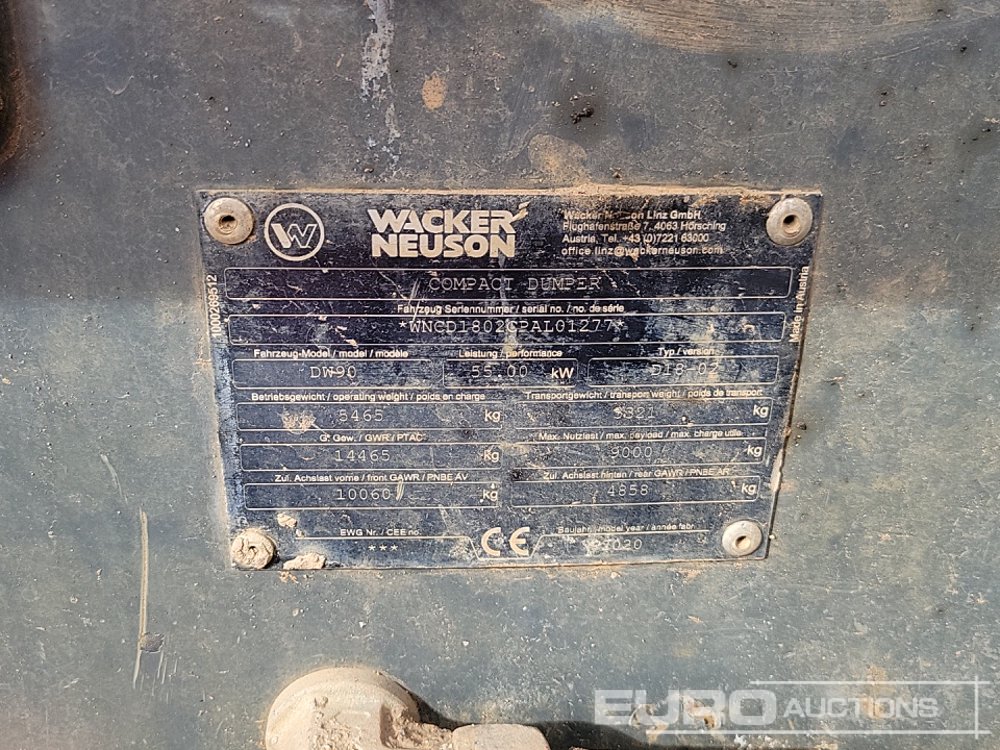 WACKER
NEUSON
Wacker Neuson Linz GmbH
Flughafenstraße 7, 4063 Hörsching
Austria, Tel. +43 (0)7221 63000
office.linz@wackerneuson.com
COMPACT DUMPER
Fahrzeug Seriennummer / serial no. / no. de série
*WNCD1802CPAL01277*
Fahrzeug-Model / model / modèle
Leistung / performance
Typ / version
DW90
55.00 kW
D18-02
Betriebsgewicht / operating weight / poids en charge
Transportgewicht / transport weight / poids de transport
5465 kg
5321 kg
G. Gew. / GWR / PTAC
Max. Nutzlast / max. payload / max. charge utile
14465 kg
9000 kg
Zul. Achslast vorne / front GAWR / PNBE AV
Zul. Achslast hinten / rear GAWR / PNBE AR
10060 kg
4858 kg
EWG Nr. / CEE no.
CE
Baujahr / model year / année fabr.
***
2020
1000269512
Made in Austria
EURO AUCTIONS